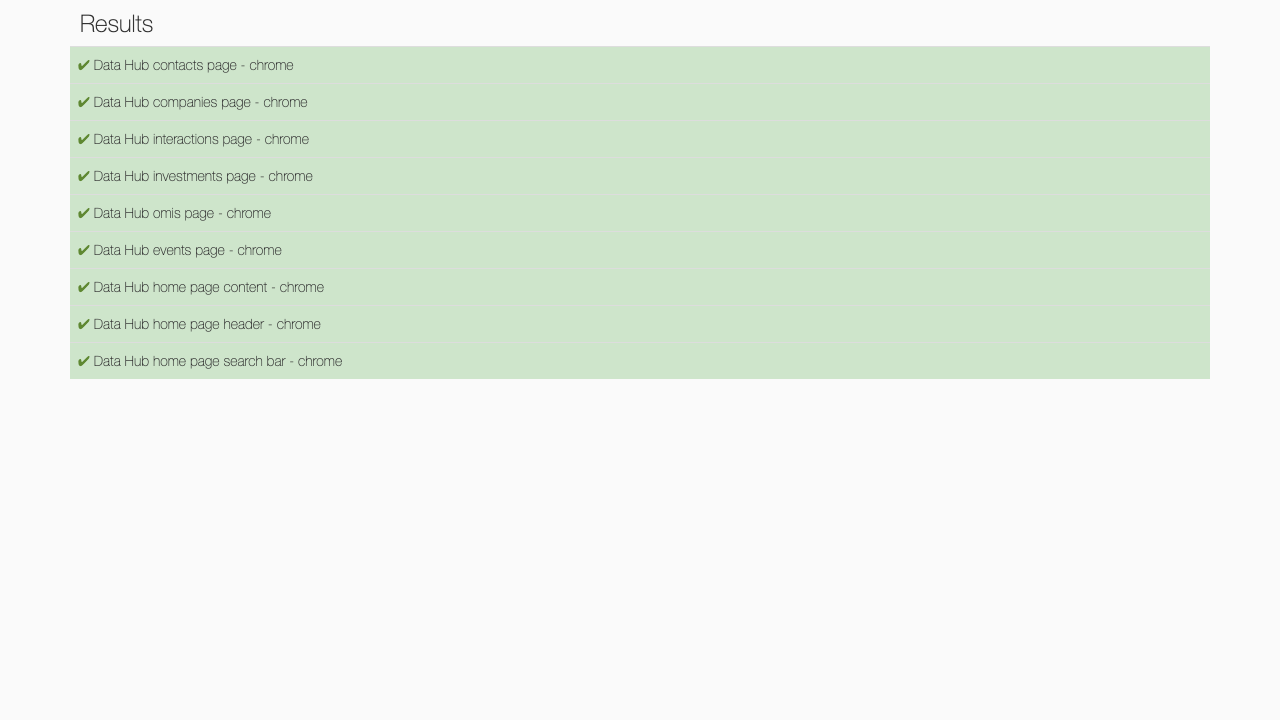 Results
✔ Data Hub contacts page - chrome
✔ Data Hub companies page - chrome
✔ Data Hub interactions page - chrome
✔ Data Hub investments page - chrome
✔ Data Hub omis page - chrome
✔ Data Hub events page - chrome
✔ Data Hub home page content - chrome
✔ Data Hub home page header - chrome
✔ Data Hub home page search bar - chrome